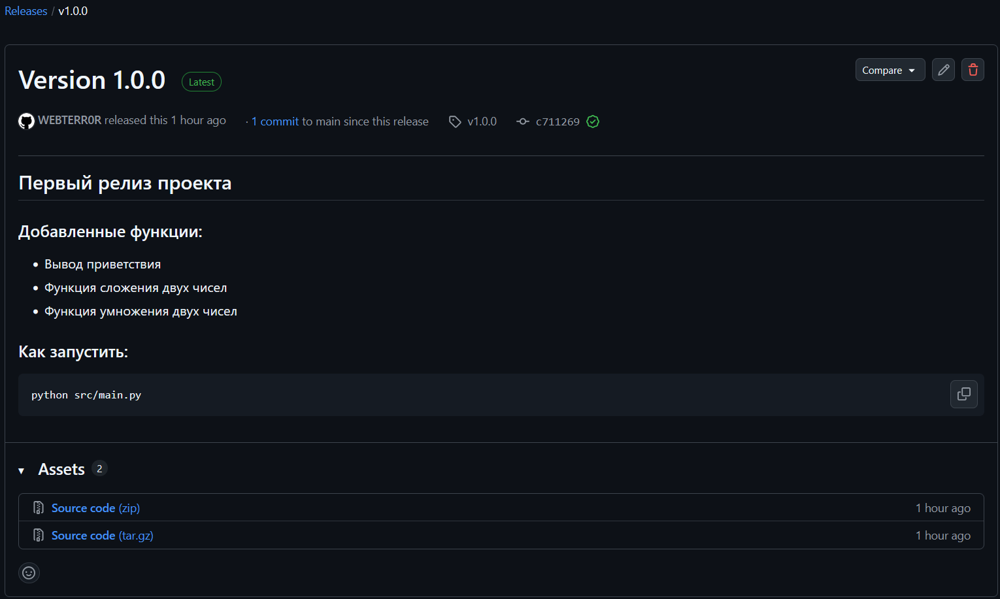 Releases / v1.0.0
Version 1.0.0 Latest
Compare
WEBTERR0R released this 1 hour ago · 1 commit to main since this release v1.0.0 c711269
Первый релиз проекта
Добавленные функции:
• Вывод приветствия
• Функция сложения двух чисел
• Функция умножения двух чисел
Как запустить:
python src/main.py
Assets 2
Source code (zip) 1 hour ago
Source code (tar.gz) 1 hour ago